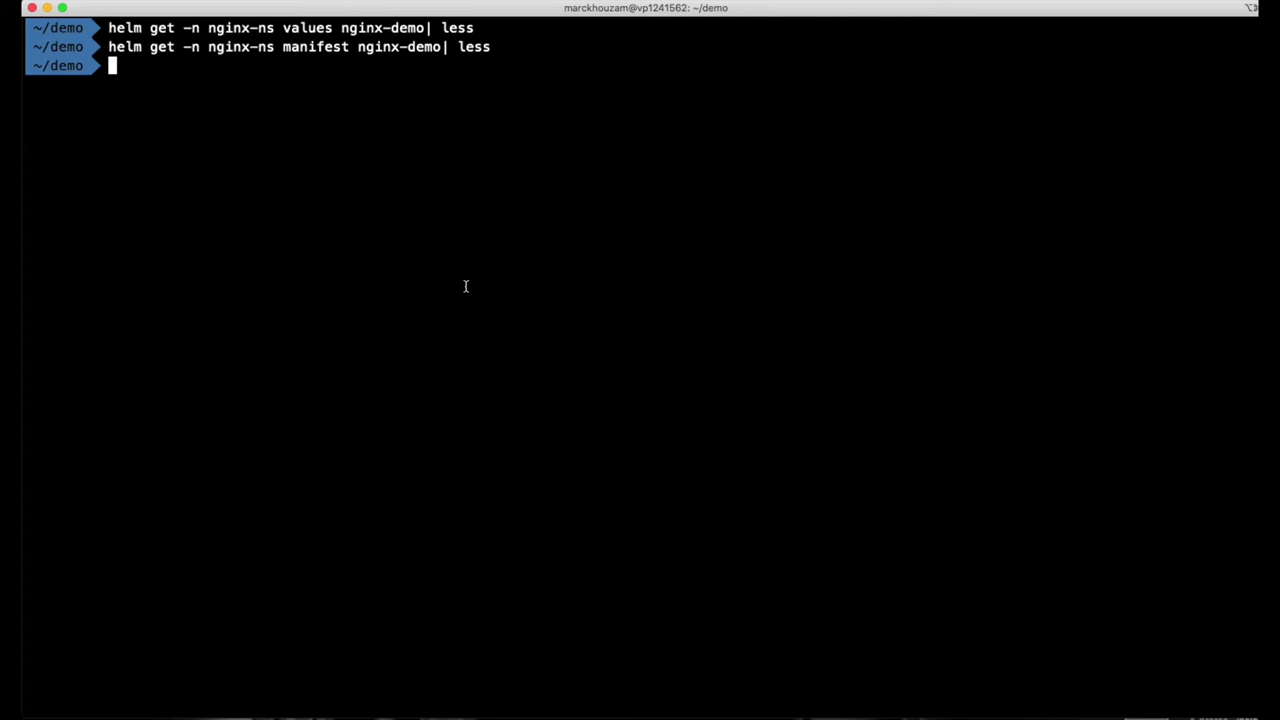 marckhouzam@vp1241562: ~/demo
~/demo helm get -n nginx-ns values nginx-demo| less
~/demo helm get -n nginx-ns manifest nginx-demo| less
~/demo